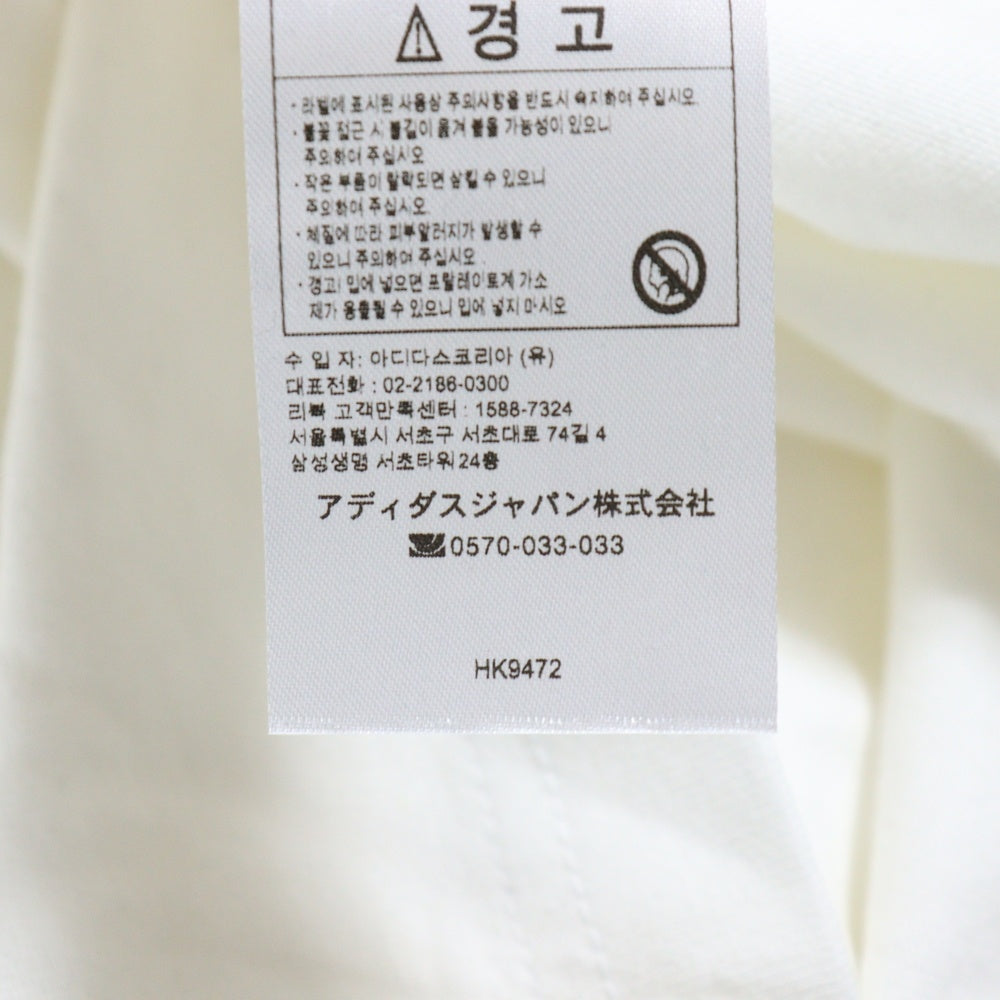 경 고
· 라벨에 표시된 사용상 주의사항을 반드시 숙지하여 주십시오.
· 불꽃 접근 시 불길이 옮겨 붙을 가능성이 있으니
주의하여 주십시오
· 작은 부품이 탈락되면 삼킬 수 있으니
주의하여 주십시오.
· 체질에 따라 피부알러지가 발생할 수
있으니 주의하여 주십시오 .
· 경고! 입에 넣으면 프탈레이트계 가소
제가 용출될 수 있으니 입에 넣지 마시오
수 입 자: 아디다스코리아 (유)
대표전화 : 02-2186-0300
리복 고객만족센터 : 1588-7324
서울특별시 서초구 서초대로 74길 4
삼성생명 서초타워 24층
アディダスジャパン株式会社
0570-033-033
HK9472